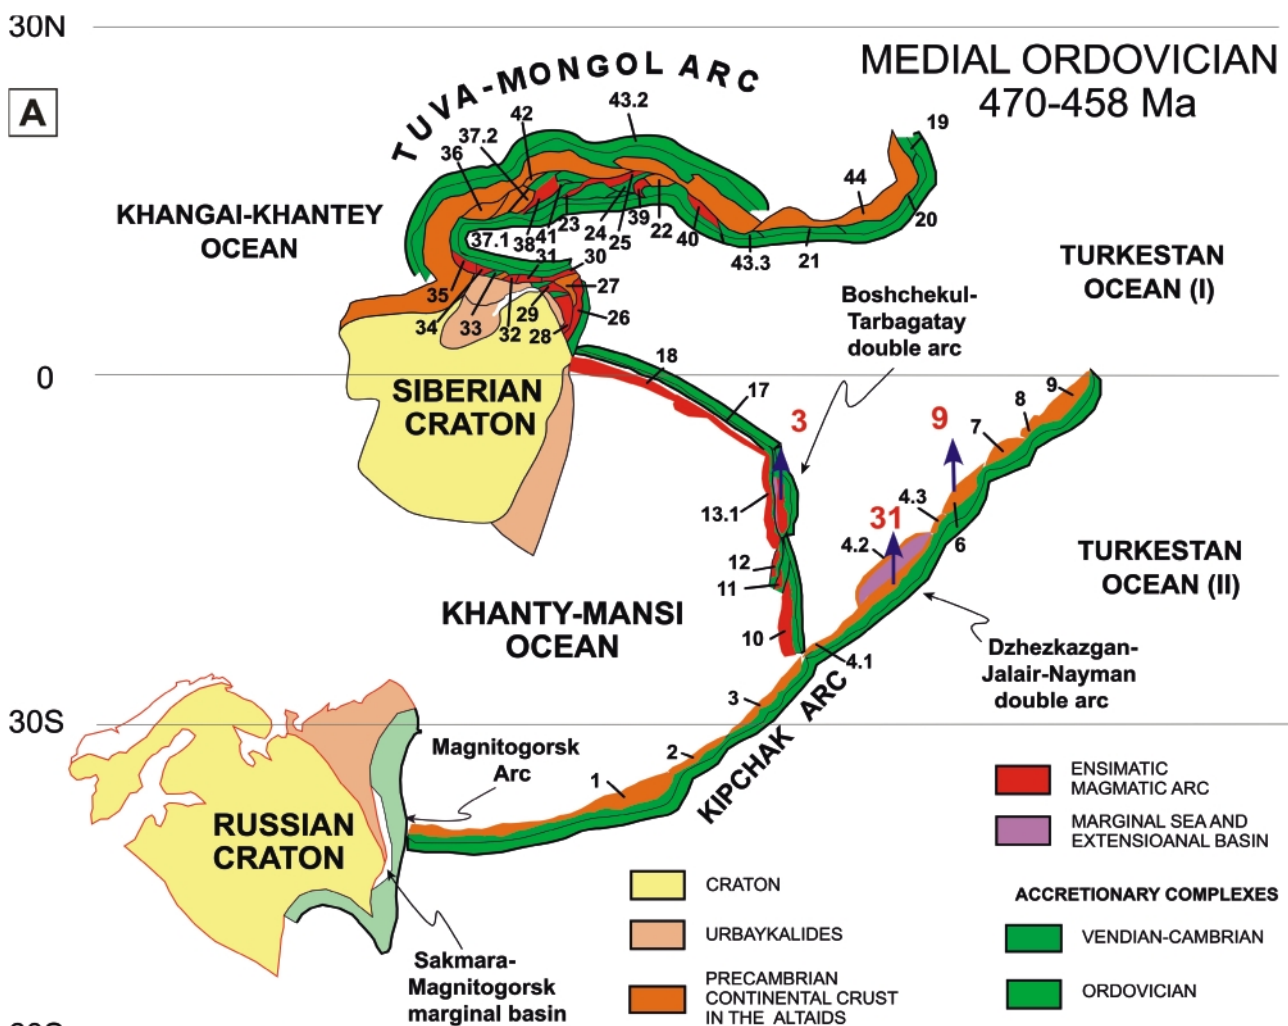 30N
A
TUVA-MONGOL ARC
MEDIAL ORDOVICIAN
470-458 Ma
KHANGAI-KHANTEY
OCEAN
36
37.2
42
43.2
19
44
20
37.1
38
41
23
24
25
39
22
40
43.3
21
31
30
27
26
35
34
33
32
29
28
TURKESTAN
OCEAN (I)
Boshchekul-
Tarbagatay
double arc
0
SIBERIAN
CRATON
18
17
3
9
9
8
7
13.1
31
4.3
4.2
6
12
11
10
4.1
TURKESTAN
OCEAN (II)
KHANTY-MANSI
OCEAN
Dzhezkazgan-
Jalair-Nayman
double arc
30S
3
2
1
KIPCHAK ARC
Magnitogorsk
Arc
RUSSIAN
CRATON
Sakmara-
Magnitogorsk
marginal basin
CRATON
URBAYKALIDES
PRECAMBRIAN
CONTINENTAL CRUST
IN THE ALTAIDS
ENSIMATIC
MAGMATIC ARC
MARGINAL SEA AND
EXTENSIOANAL BASIN
ACCRETIONARY COMPLEXES
VENDIAN-CAMBRIAN
ORDOVICIAN